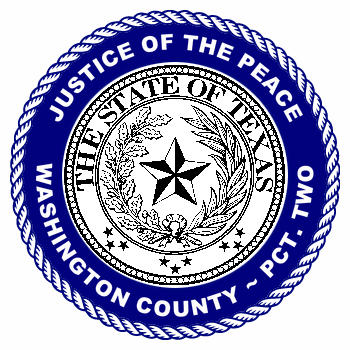 JUSTICE OF THE PEACE
THE STATE OF TEXAS
WASHINGTON COUNTY ~ PCT. TWO